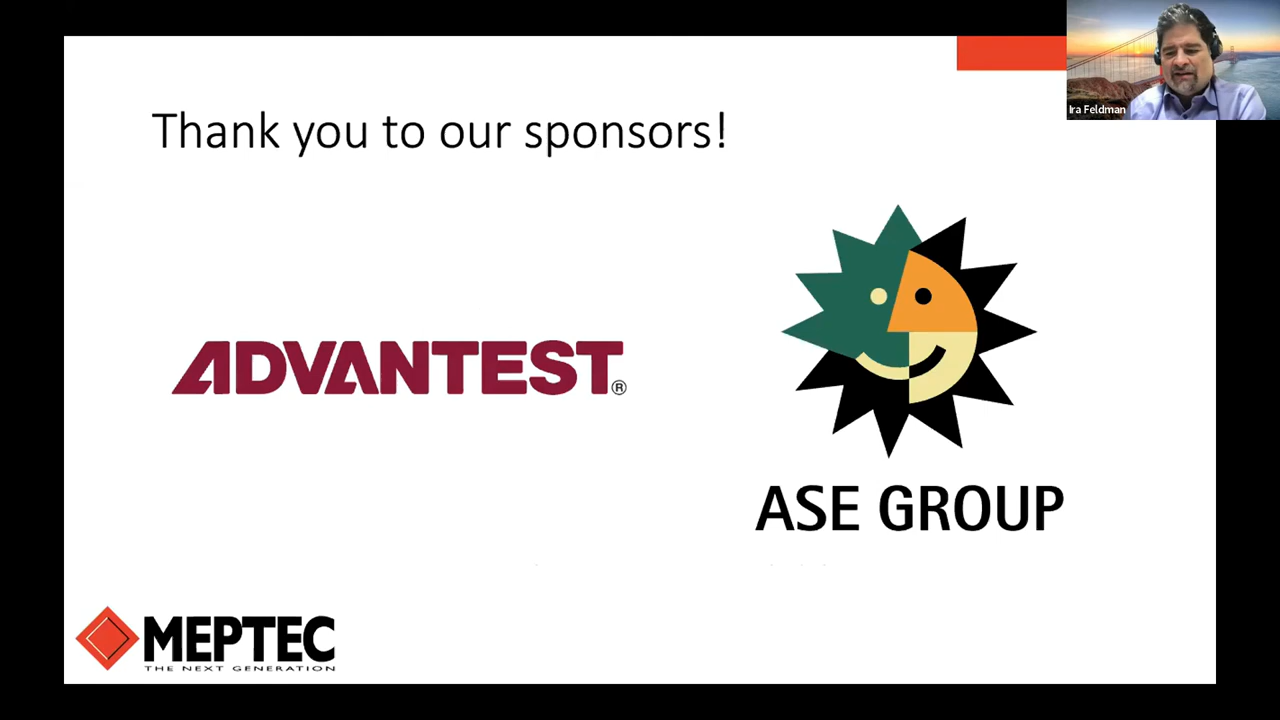 Ira Feldman
Thank you to our sponsors!
ADVANTEST®
ASE GROUP
MEPTEC
THE NEXT GENERATION